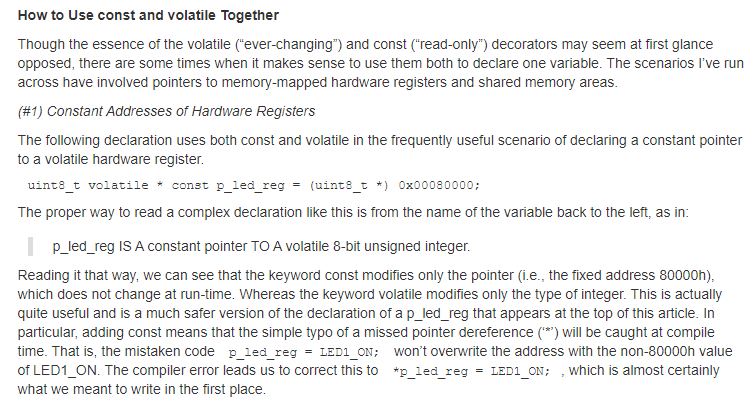 How to Use const and volatile Together
Though the essence of the volatile (“ever-changing”) and const (“read-only”) decorators may seem at first glance
opposed, there are some times when it makes sense to use them both to declare one variable. The scenarios I've run
across have involved pointers to memory-mapped hardware registers and shared memory areas.
(#1) Constant Addresses of Hardware Registers
The following declaration uses both const and volatile in the frequently useful scenario of declaring a constant pointer
to a volatile hardware register.
uint8_t volatile * const p_led_reg = (uint8_t *) 0x00080000;
The proper way to read a complex declaration like this is from the name of the variable back to the left, as in:
p_led_reg IS A constant pointer TO A volatile 8-bit unsigned integer.
Reading it that way, we can see that the keyword const modifies only the pointer (i.e., the fixed address 80000h),
which does not change at run-time. Whereas the keyword volatile modifies only the type of integer. This is actually
quite useful and is a much safer version of the declaration of a p_led_reg that appears at the top of this article. In
particular, adding const means that the simple typo of a missed pointer dereference (‘*’) will be caught at compile
time. That is, the mistaken code p_led_reg = LED1_ON; won't overwrite the address with the non-80000h value
of LED1_ON. The compiler error leads us to correct this to *p_led_reg = LED1_ON; , which is almost certainly
what we meant to write in the first place.